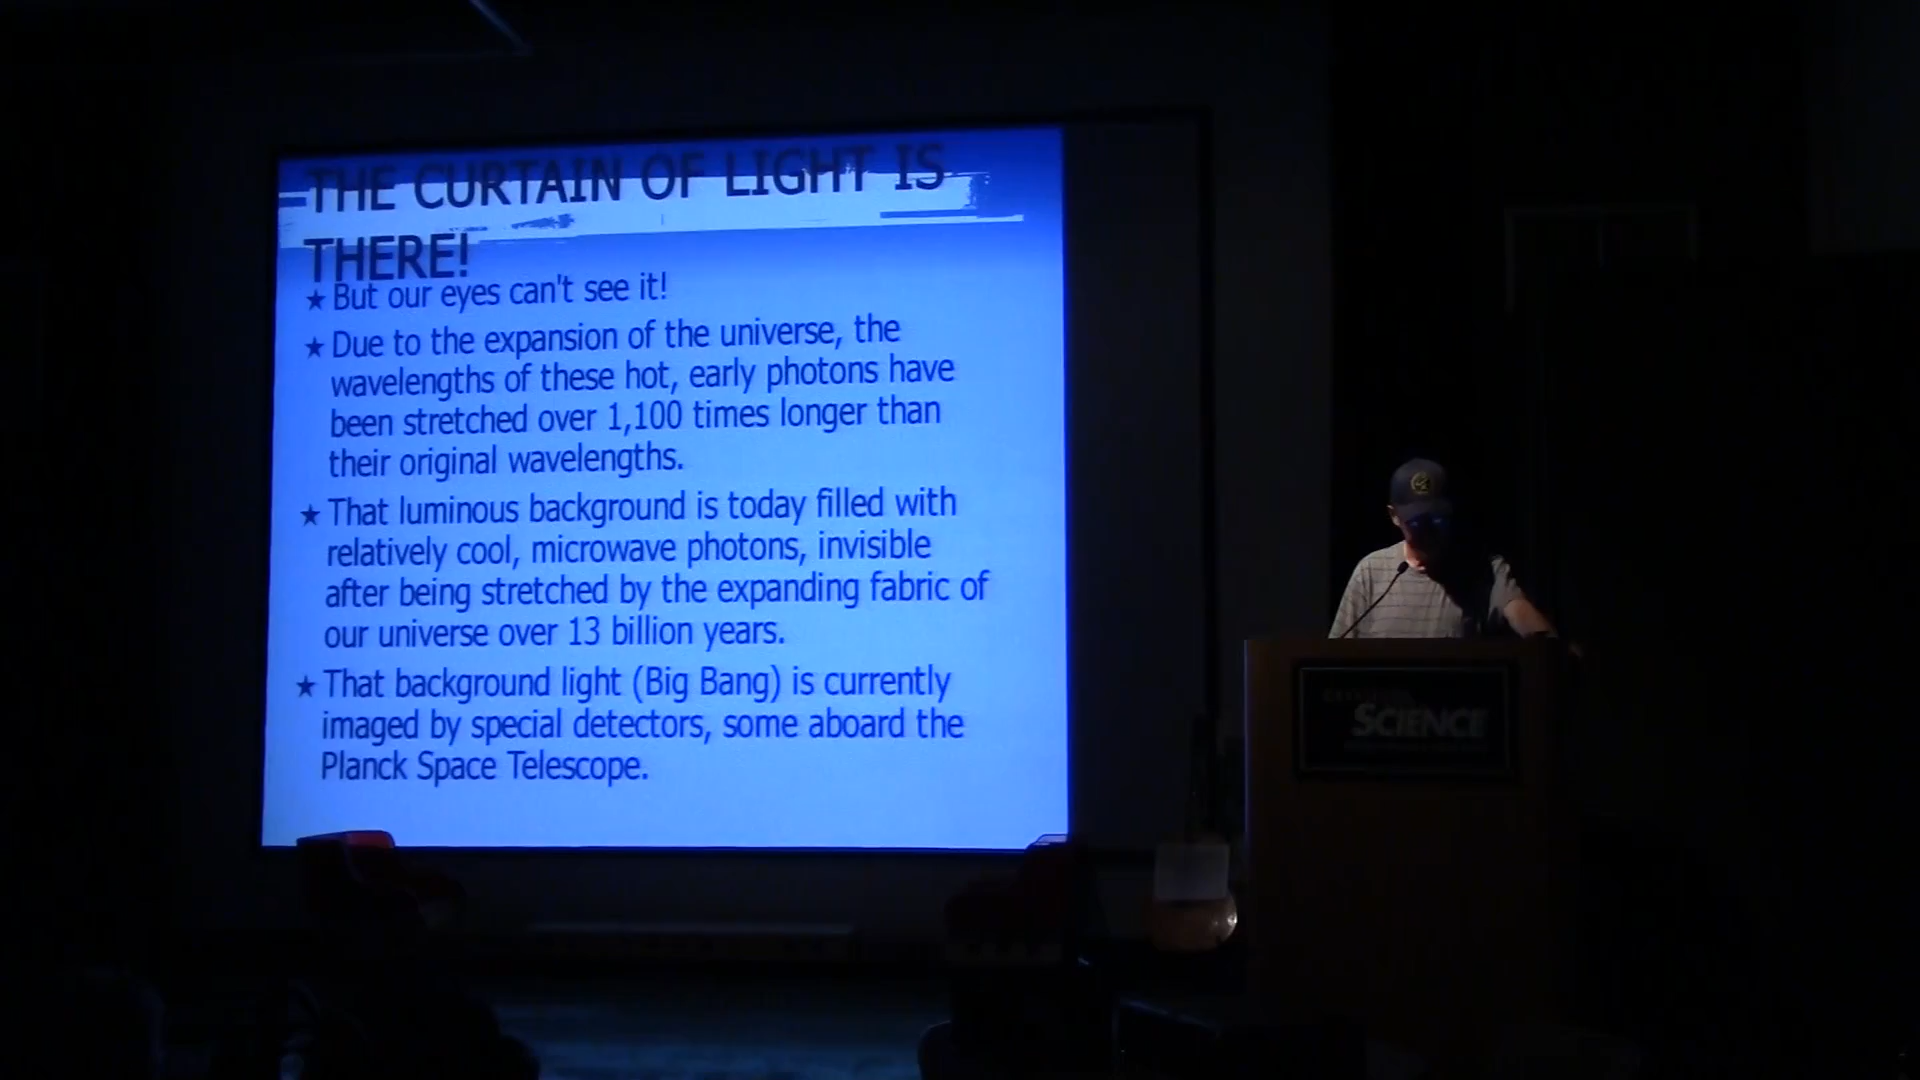 THE CURTAIN OF LIGHT IS
THERE!
★ But our eyes can't see it!
★ Due to the expansion of the universe, the
wavelengths of these hot, early photons have
been stretched over 1,100 times longer than
their original wavelengths.
★ That luminous background is today filled with
relatively cool, microwave photons, invisible
after being stretched by the expanding fabric of
our universe over 13 billion years.
★ That background light (Big Bang) is currently
imaged by special detectors, some aboard the
Planck Space Telescope.
SCIENCE